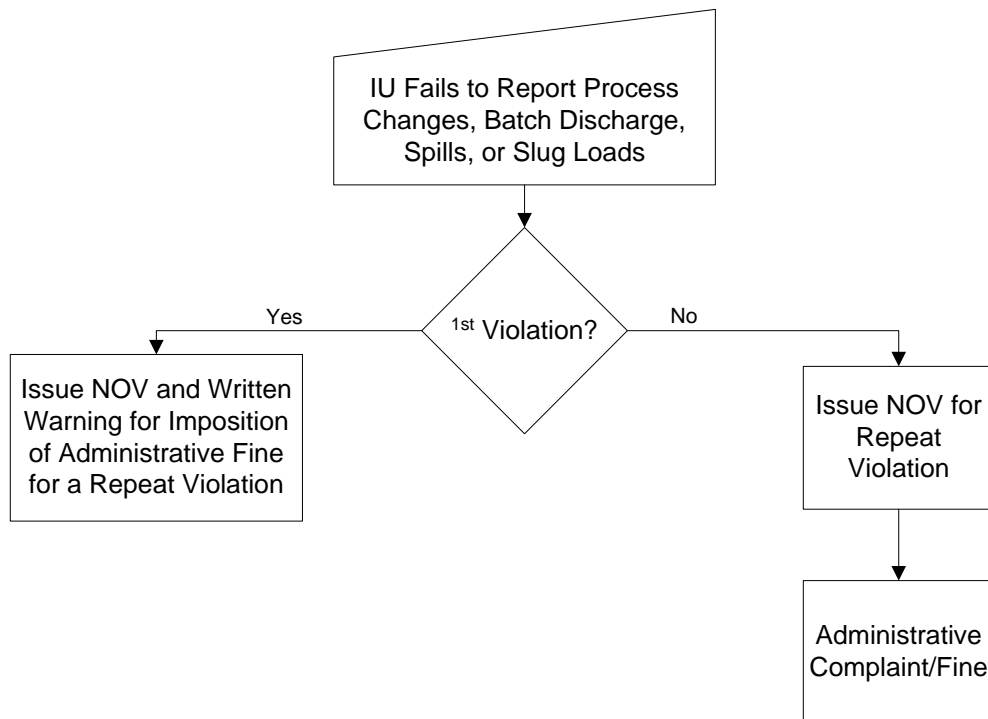 IU Fails to Report Process
Changes, Batch Discharge,
Spills, or Slug Loads
1st Violation?
Yes
No
Issue NOV and Written
Warning for Imposition
of Administrative Fine
for a Repeat Violation
Issue NOV for
Repeat
Violation
Administrative
Complaint/Fine